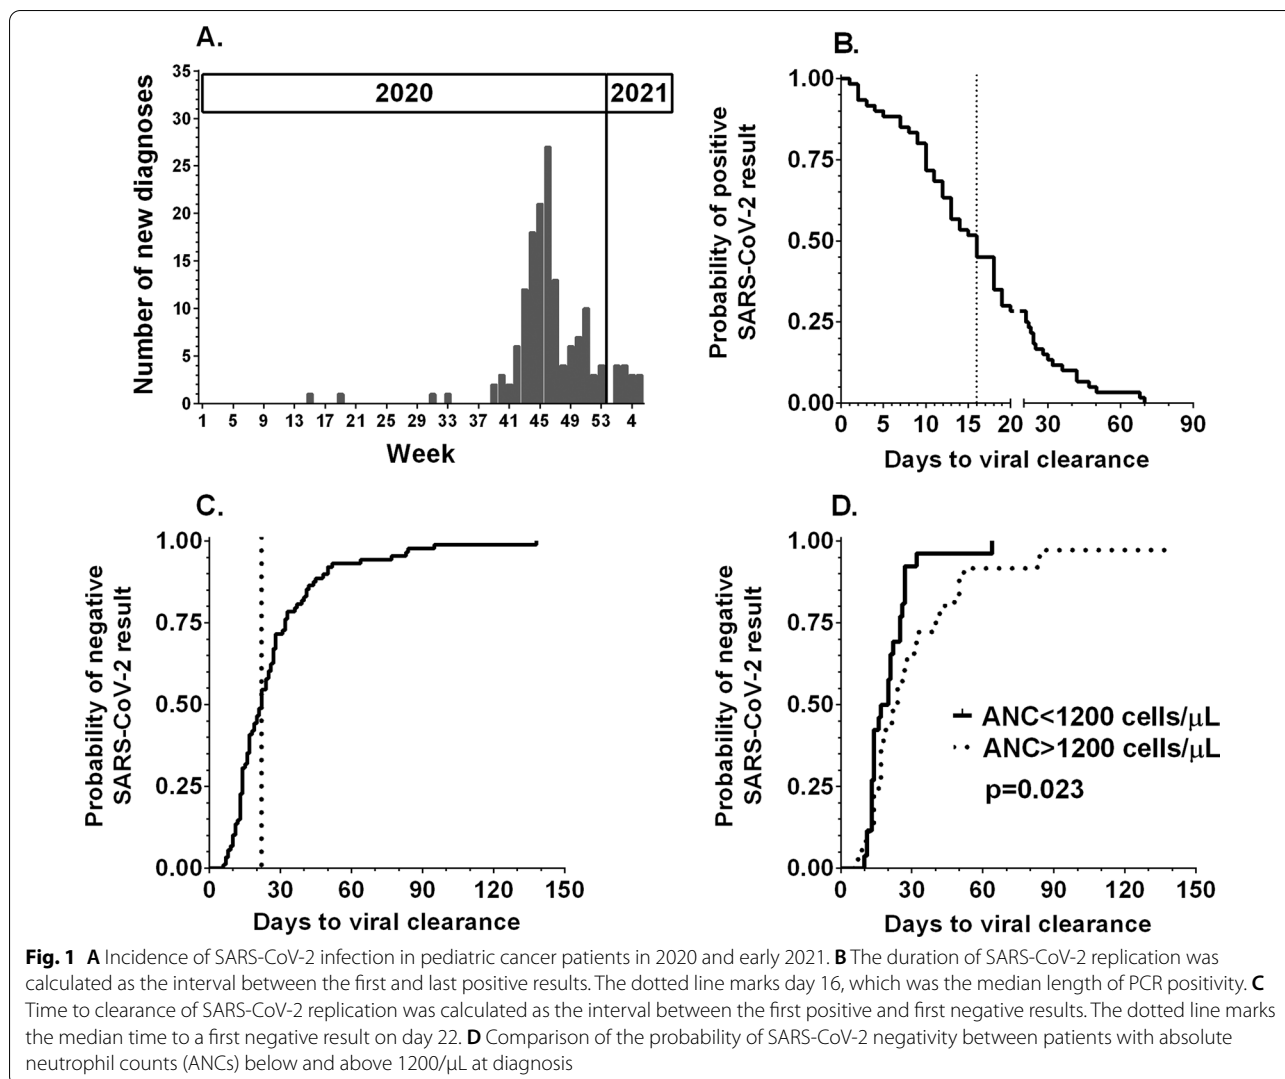 A.
Number of new diagnoses
35
30
25
20
15
10
5
0
2020
2021
1 5 9 13 17 21 25 29 33 37 41 45 49 53 4
Week
B.
Probability of positive
SARS-CoV-2 result
1.00
0.75
0.50
0.25
0.00
0 5 10 15 20 30 60 90
Days to viral clearance
C.
Probability of negative
SARS-CoV-2 result
1.00
0.75
0.50
0.25
0.00
0 30 60 90 120 150
Days to viral clearance
D.
Probability of negative
SARS-CoV-2 result
1.00
0.75
0.50
0.25
0.00
ANC<1200 cells/μL
ANC>1200 cells/μL
p=0.023
0 30 60 90 120 150
Days to viral clearance
Fig. 1 A Incidence of SARS-CoV-2 infection in pediatric cancer patients in 2020 and early 2021. B The duration of SARS-CoV-2 replication was
calculated as the interval between the first and last positive results. The dotted line marks day 16, which was the median length of PCR positivity. C
Time to clearance of SARS-CoV-2 replication was calculated as the interval between the first positive and first negative results. The dotted line marks
the median time to a first negative result on day 22. D Comparison of the probability of SARS-CoV-2 negativity between patients with absolute
neutrophil counts (ANCs) below and above 1200/μL at diagnosis